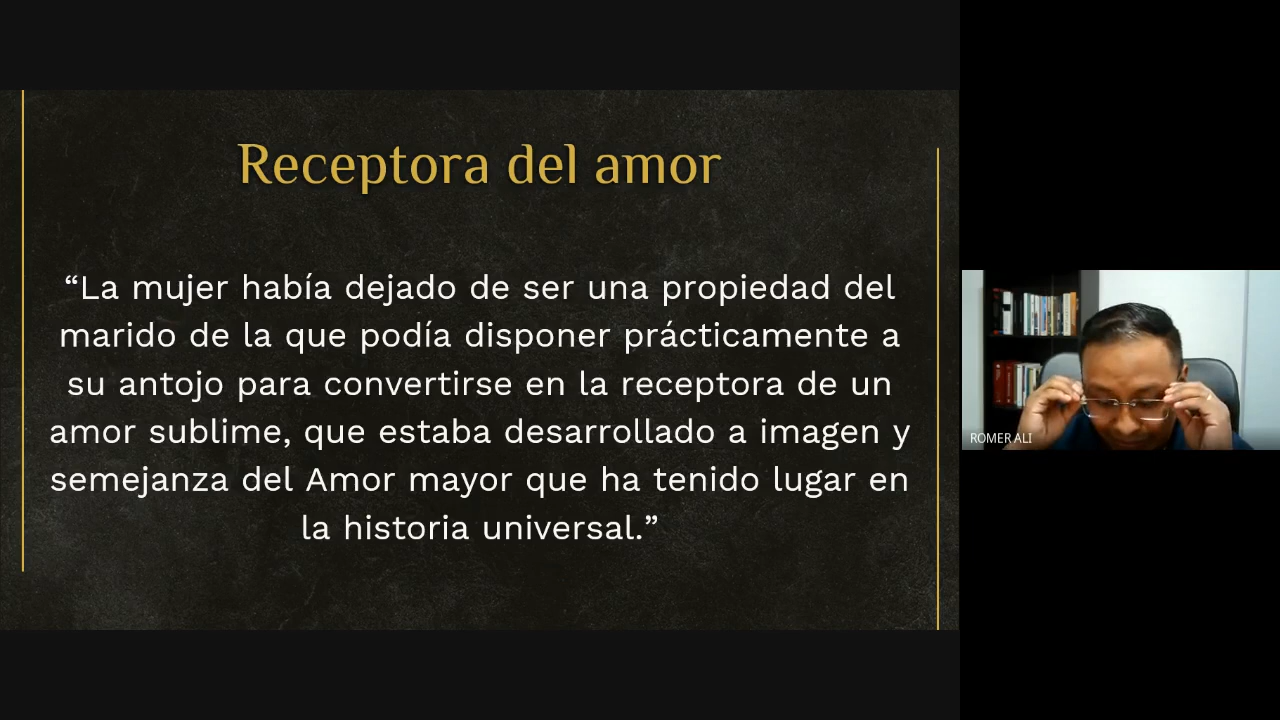 Receptora del amor
“La mujer había dejado de ser una propiedad del
marido de la que podía disponer prácticamente a
su antojo para convertirse en la receptora de un
amor sublime, que estaba desarrollado a imagen y
semejanza del Amor mayor que ha tenido lugar en
la historia universal.”
ROMER ALI